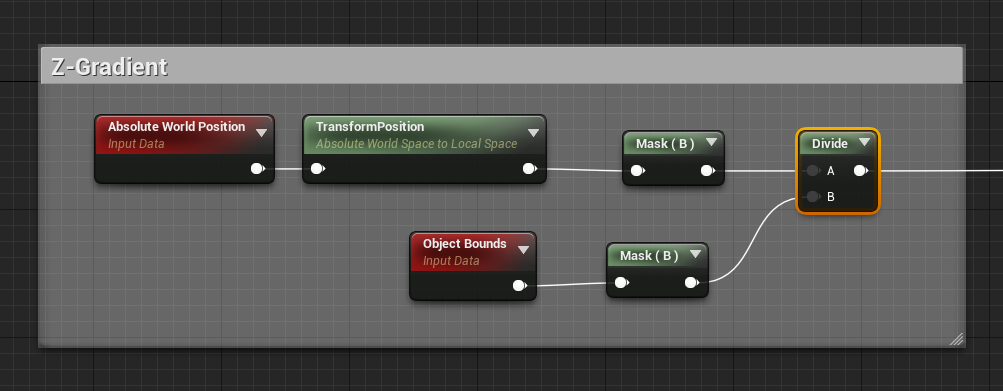 Z-Gradient
Absolute World Position
Input Data
TransformPosition
Absolute World Space to Local Space
Mask ( B )
Divide
A
B
Object Bounds
Input Data
Mask ( B )